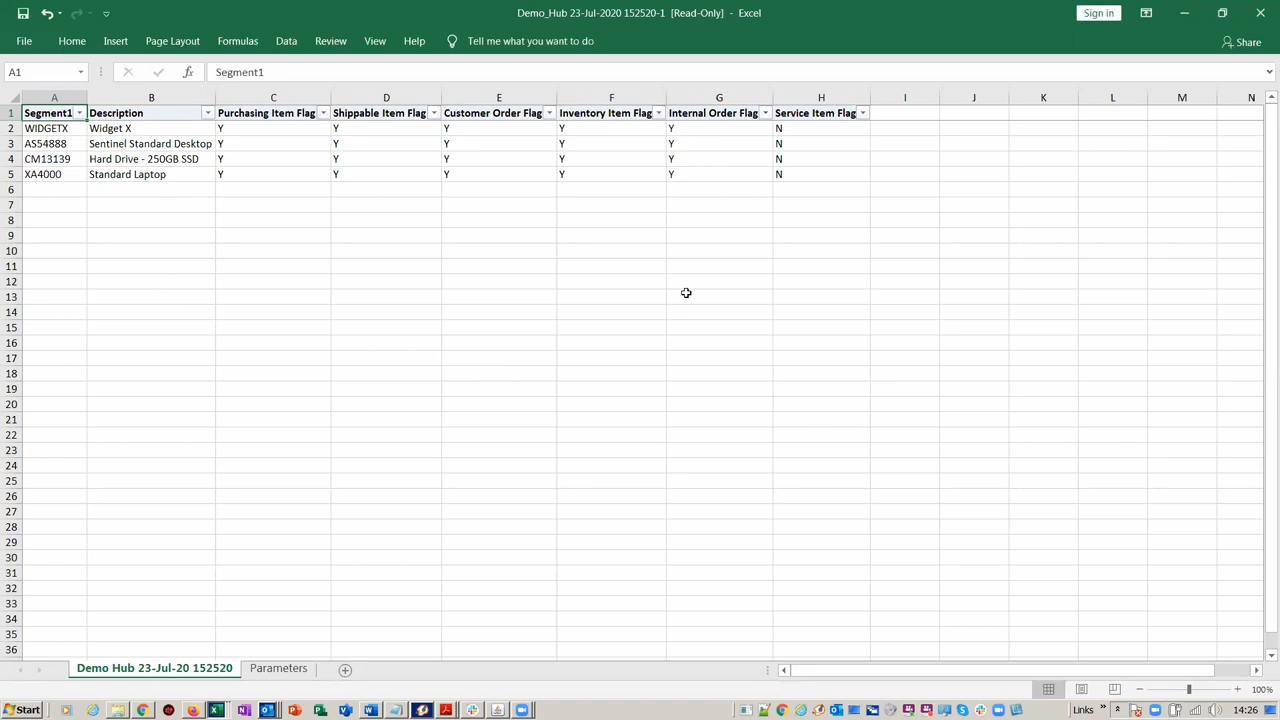 Demo_Hub 23-Jul-2020 152520-1 [Read-Only] - Excel
Sign in
File Home Insert Page Layout Formulas Data Review View Help Tell me what you want to do
Share
A1 fx Segment1
A B C D E F G H I J K L M N
1 Segment1 Description Purchasing Item Flag Shippable Item Flag Customer Order Flag Inventory Item Flag Internal Order Flag Service Item Flag
2 WIDGETX Widget X Y Y Y Y Y N
3 AS54888 Sentinel Standard Desktop Y Y Y Y Y N
4 CM13139 Hard Drive - 250GB SSD Y Y Y Y Y N
5 XA4000 Standard Laptop Y Y Y Y Y N
6
7
8
9
10
11
12
13
14
15
16
17
18
19
20
21
22
23
24
25
26
27
28
29
30
31
32
33
34
35
36
Demo Hub 23-Jul-20 152520 Parameters
100%
Start Links 14:26